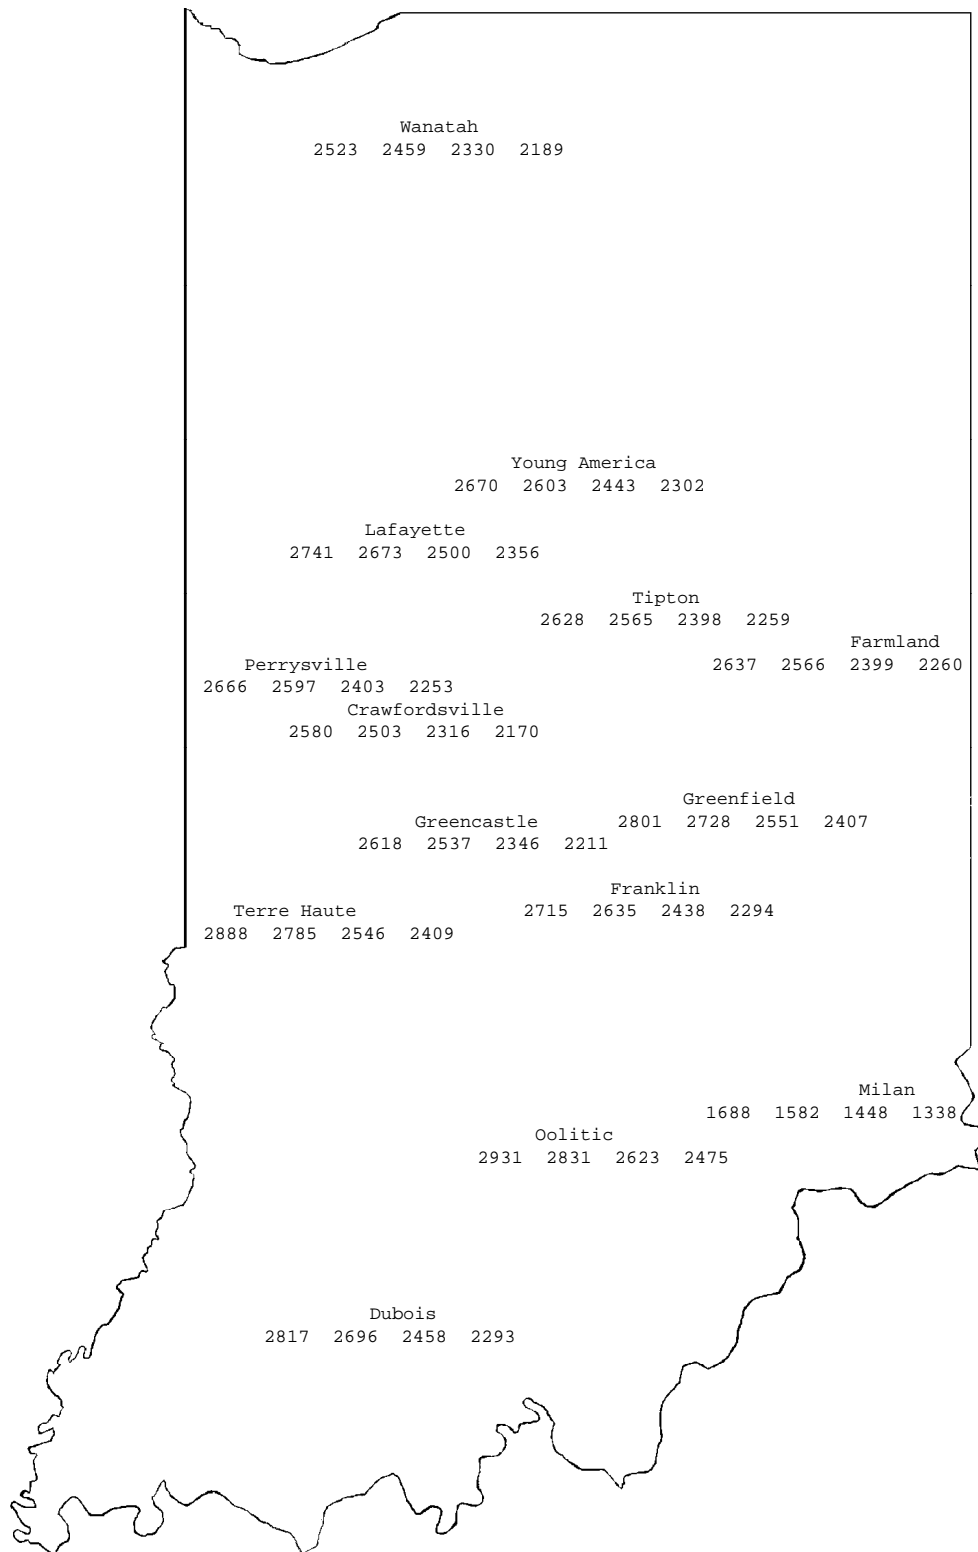 Wanatah
2523 2459 2330 2189
Young America
2670 2603 2443 2302
Lafayette
2741 2673 2500 2356
Tipton
2628 2565 2398 2259
Farmland
2637 2566 2399 2260
Perrysville
2666 2597 2403 2253
Crawfordsville
2580 2503 2316 2170
Greenfield
2801 2728 2551 2407
Greencastle
2618 2537 2346 2211
Franklin
2715 2635 2438 2294
Terre Haute
2888 2785 2546 2409
Milan
1688 1582 1448 1338
Oolitic
2931 2831 2623 2475
Dubois
2817 2696 2458 2293